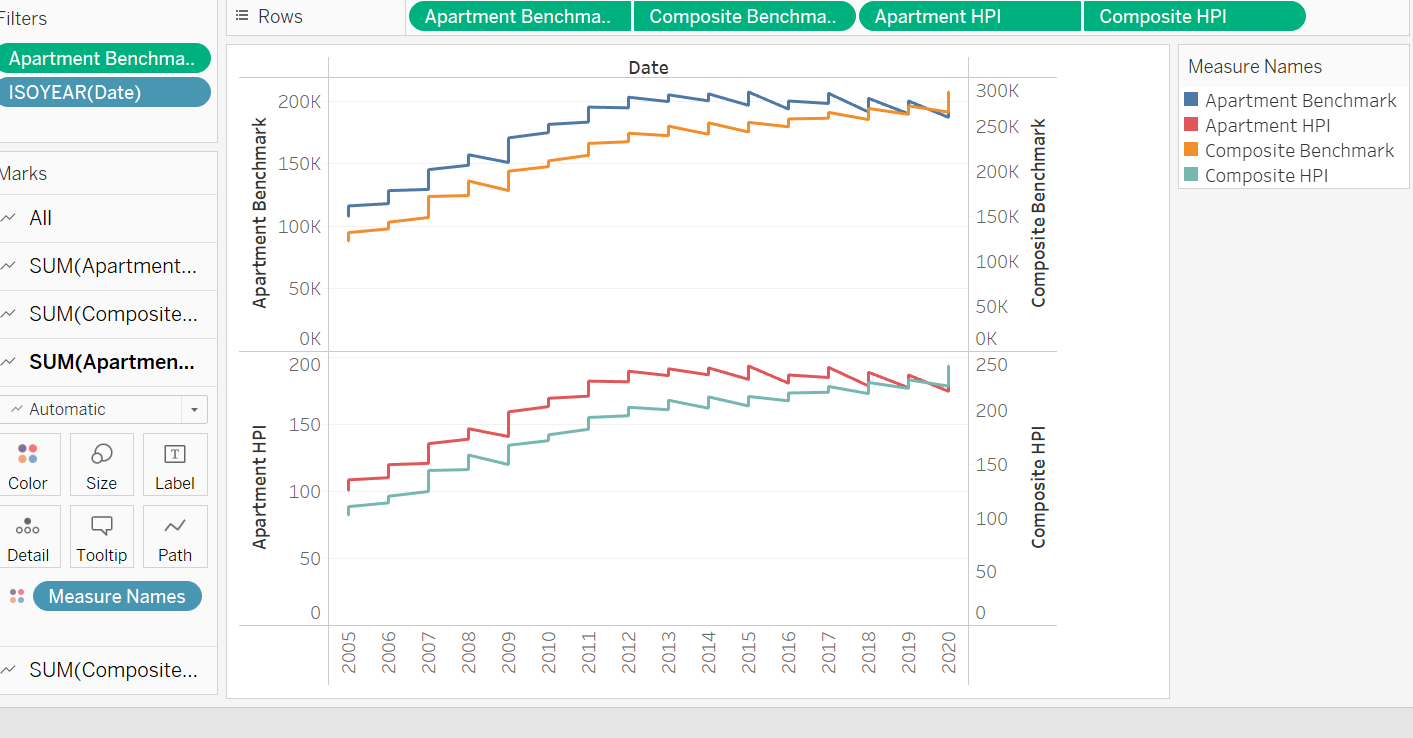 Filters
Apartment Benchma..
ISOYEAR(Date)
Marks
All
SUM(Apartment...
SUM(Composite...
SUM(Apartmen...
Automatic
Color
Size
T
Label
Detail
Tooltip
Path
Measure Names
SUM(Composite...
Rows
Apartment Benchma..
Composite Benchma..
Apartment HPI
Composite HPI
Date
Apartment Benchmark
200K
150K
100K
50K
0K
300K
250K
200K
150K
100K
50K
0K
Composite Benchmark
Apartment HPI
200
150
100
50
0
250
200
150
100
50
0
Composite HPI
2005
2006
2007
2008
2009
2010
2011
2012
2013
2014
2015
2016
2017
2018
2019
2020
Measure Names
Apartment Benchmark
Apartment HPI
Composite Benchmark
Composite HPI